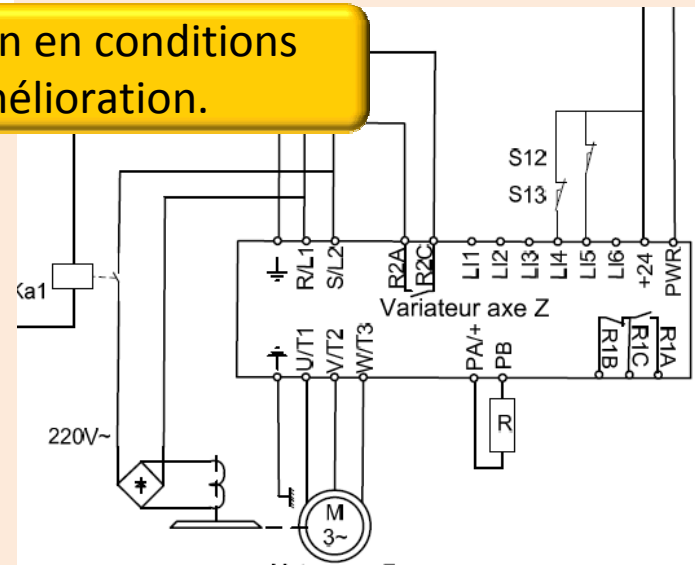 n en conditions
élioration.
S12
S13
R/L1
S/L2
R2A
R2C
LI1
LI2
LI3
LI4
LI5
LI6
+24
PWR
Ka1
Variateur axe Z
U/T1
V/T2
W/T3
PA/+
PB
R1B
R1C
R1A
220V~
R
M
3~